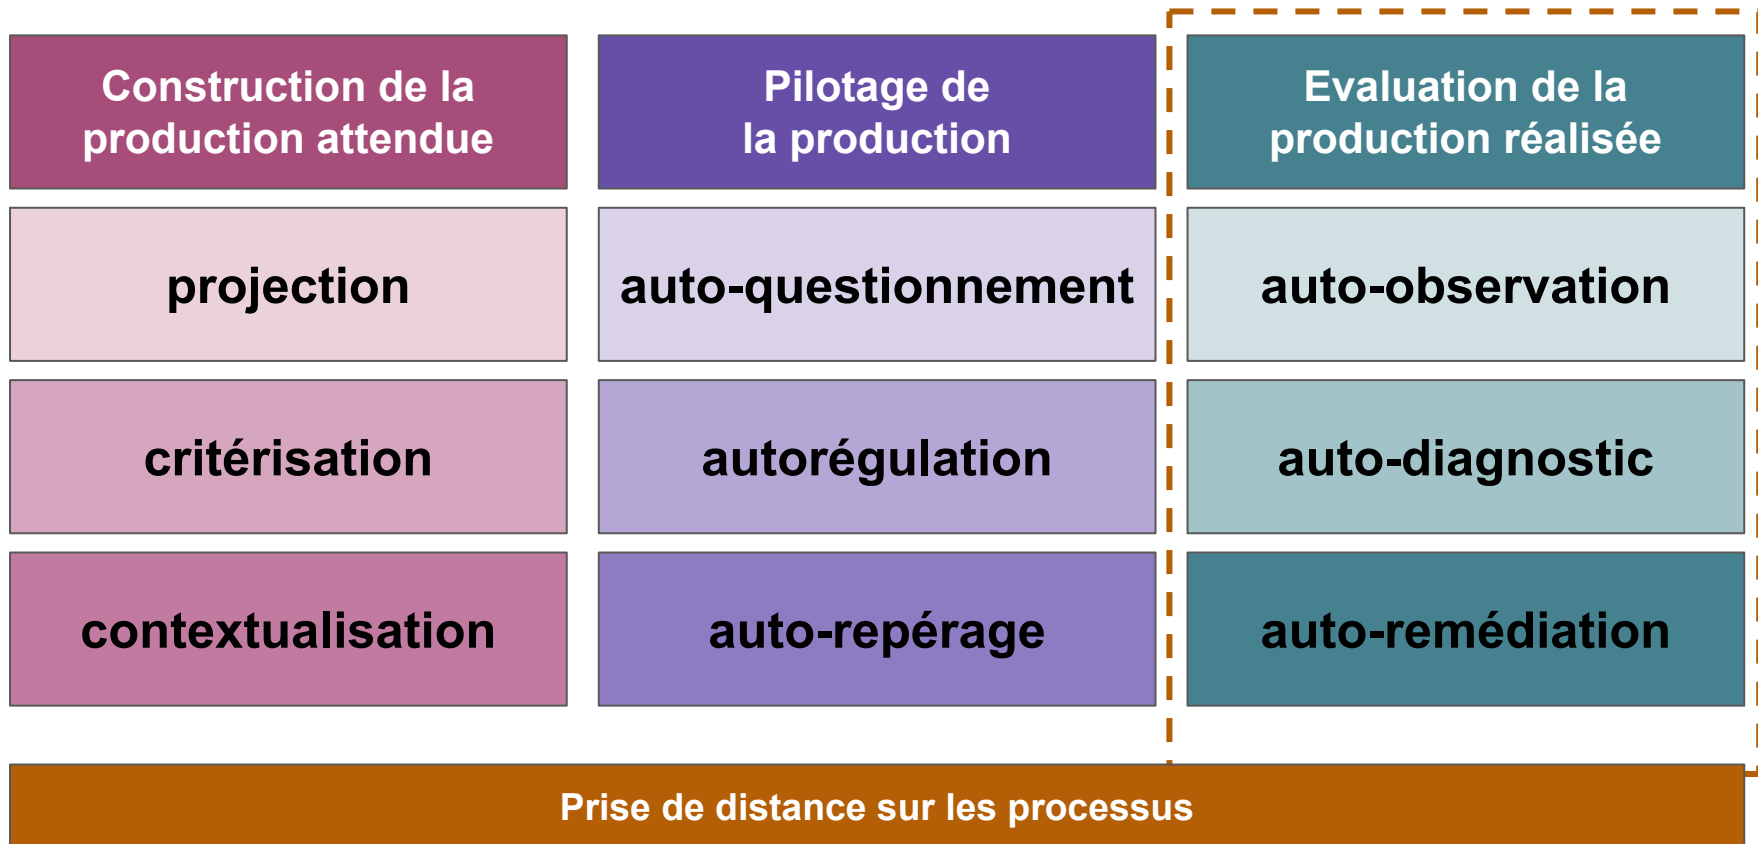 Construction de la
production attendue
Pilotage de
la production
Evaluation de la
production réalisée
projection
auto-questionnement
auto-observation
critérisation
autorégulation
auto-diagnostic
contextualisation
auto-repérage
auto-remédiation
Prise de distance sur les processus